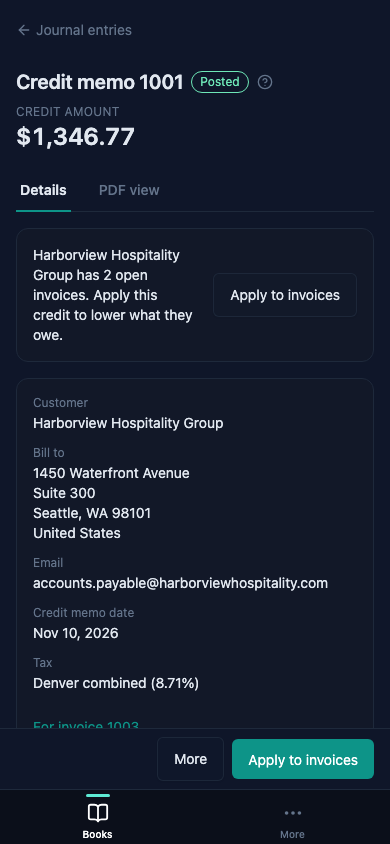 Journal entries
Credit memo 1001 Posted
CREDIT AMOUNT
$1,346.77
Details PDF view
Harborview Hospitality
Group has 2 open
invoices. Apply this
credit to lower what they
owe.
Apply to invoices
Customer
Harborview Hospitality Group
Bill to
1450 Waterfront Avenue
Suite 300
Seattle, WA 98101
United States
Email
accounts.payable@harborviewhospitality.com
Credit memo date
Nov 10, 2026
Tax
Denver combined (8.71%)
For invoice 1003
More Apply to invoices
Books More